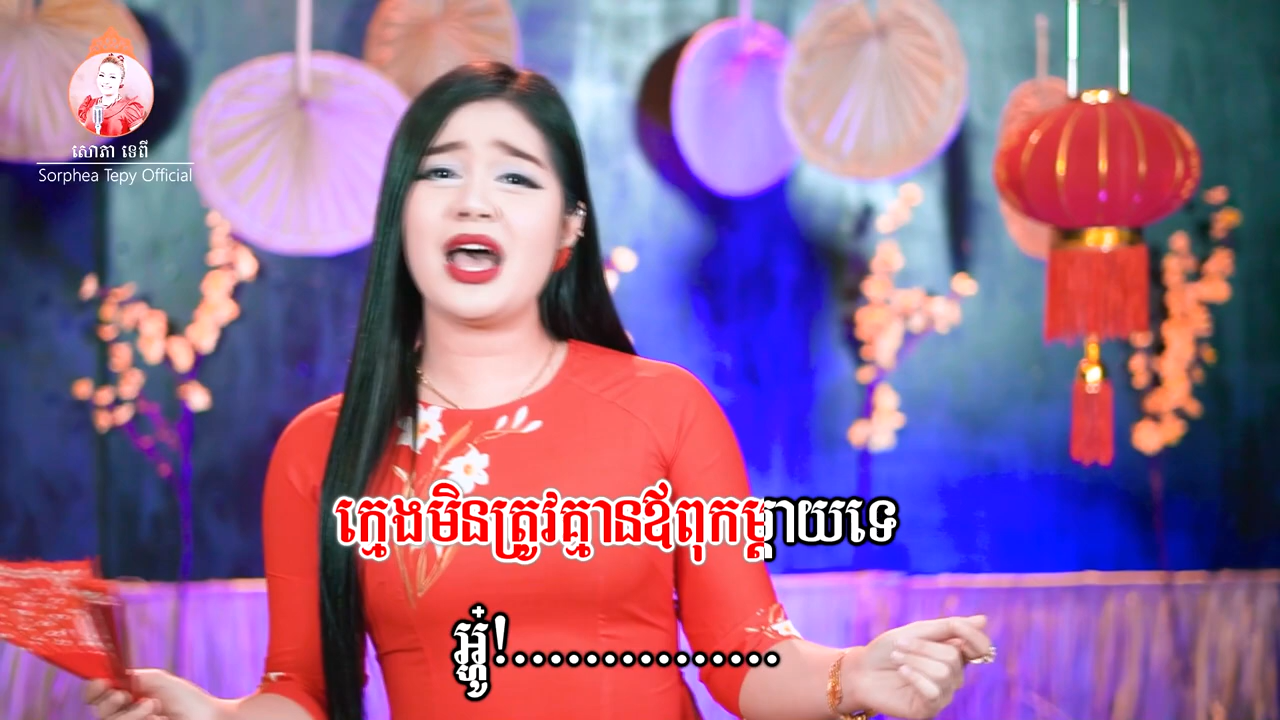 សោភា ទេពី
Sorphea Tepy Official
ក្មេងមិនត្រូវគ្មានឪពុកម្ដាយទេ
អ្ហូ៎!...............